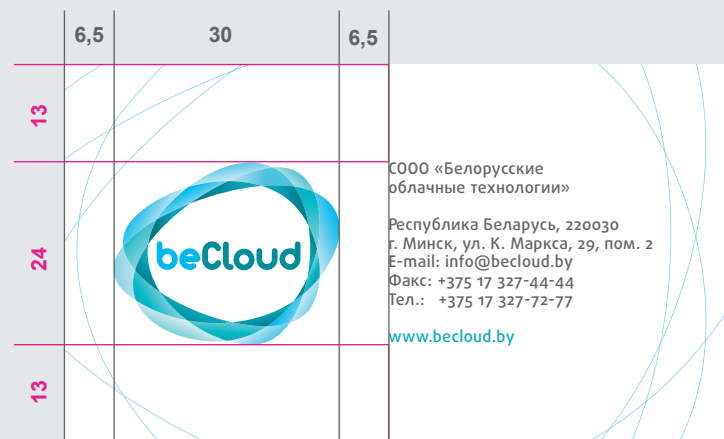 6,5 30 6,5
13
24
13
beCloud
СООО «Белорусские
облачные технологии»
Республика Беларусь, 220030
г. Минск, ул. К. Маркса, 29, пом. 2
E-mail: info@becloud.by
Факс: +375 17 327-44-44
Тел.: +375 17 327-72-77
www.becloud.by